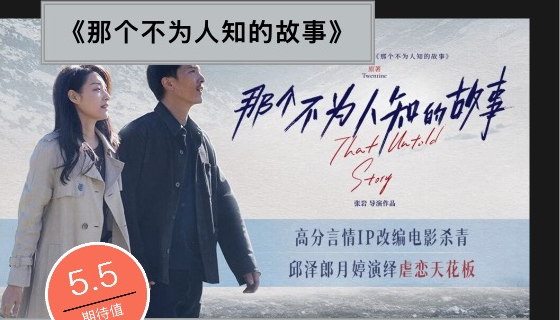 《那个不为人知的故事》
《那个不为人知的故事》
原著
Twentine
那个不为人知的故事
That Untold
Story
张岩 导演作品
高分言情IP改编电影杀青
邱泽郎月婷演绎虐恋天花板
5.5
期待值